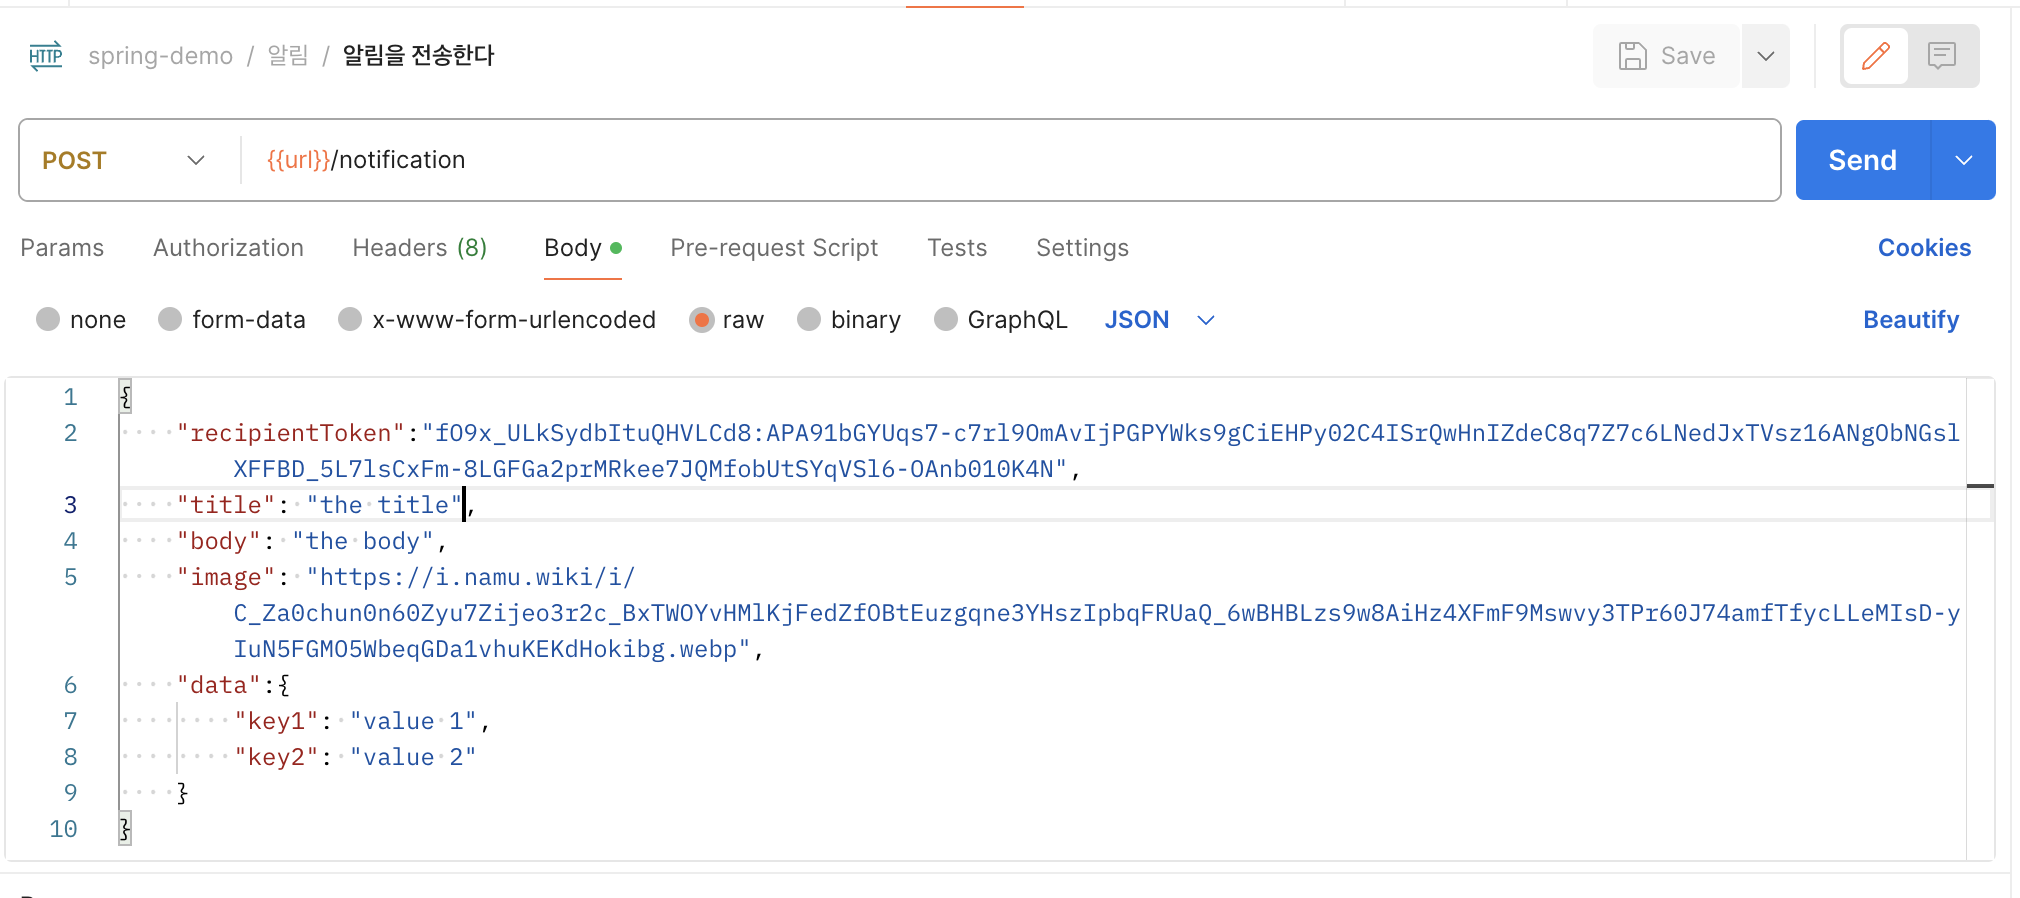 HTTP spring-demo / 알림 / 알림을 전송한다 Save
POST {{url}}/notification Send
Params Authorization Headers (8) Body Pre-request Script Tests Settings Cookies
none form-data x-www-form-urlencoded raw binary GraphQL JSON Beautify
1 {
2 "recipientToken":"fO9x_ULkSydbItuQHVLCd8:APA91bGYUqs7-c7rl9OmAvIjPGPYWks9gCiEHPy02C4ISrQwHnIZdeC8q7Z7c6LNedJxTVsz16ANgObNGsl
XFFBD_5L7lsCxFm-8LGFGa2prMRkee7JQMfobUtSYqVSl6-OAnb010K4N",
3 "title": "the title",
4 "body": "the body",
5 "image": "https://i.namu.wiki/i/
C_Za0chun0n60Zyu7Zijeo3r2c_BxTWOYvHMlKjFedZfOBtEuzgqne3YHszIpbqFRUaQ_6wBHBLzs9w8AiHz4XFmF9Mswvy3TPr60J74amfTfycLLeMIsD-y
IuN5FGMO5WbeqGDa1vhuKEKdHokibg.webp",
6 "data":{
7 "key1": "value 1",
8 "key2": "value 2"
9 }
10 }